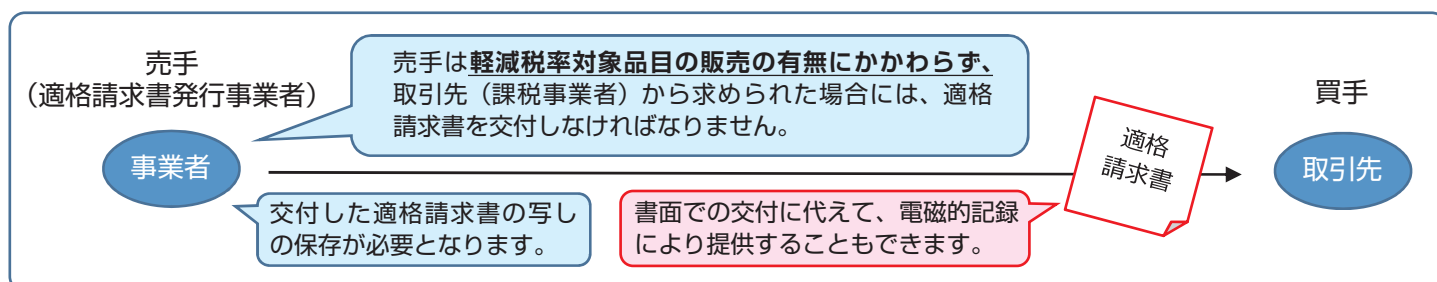 売手
（適格請求書発行事業者）
事業者
売手は軽減税率対象品目の販売の有無にかかわらず、
取引先（課税事業者）から求められた場合には、適格
請求書を交付しなければなりません。
交付した適格請求書の写し
の保存が必要となります。
書面での交付に代えて、電磁的記録
により提供することもできます。
適格
請求書
買手
取引先